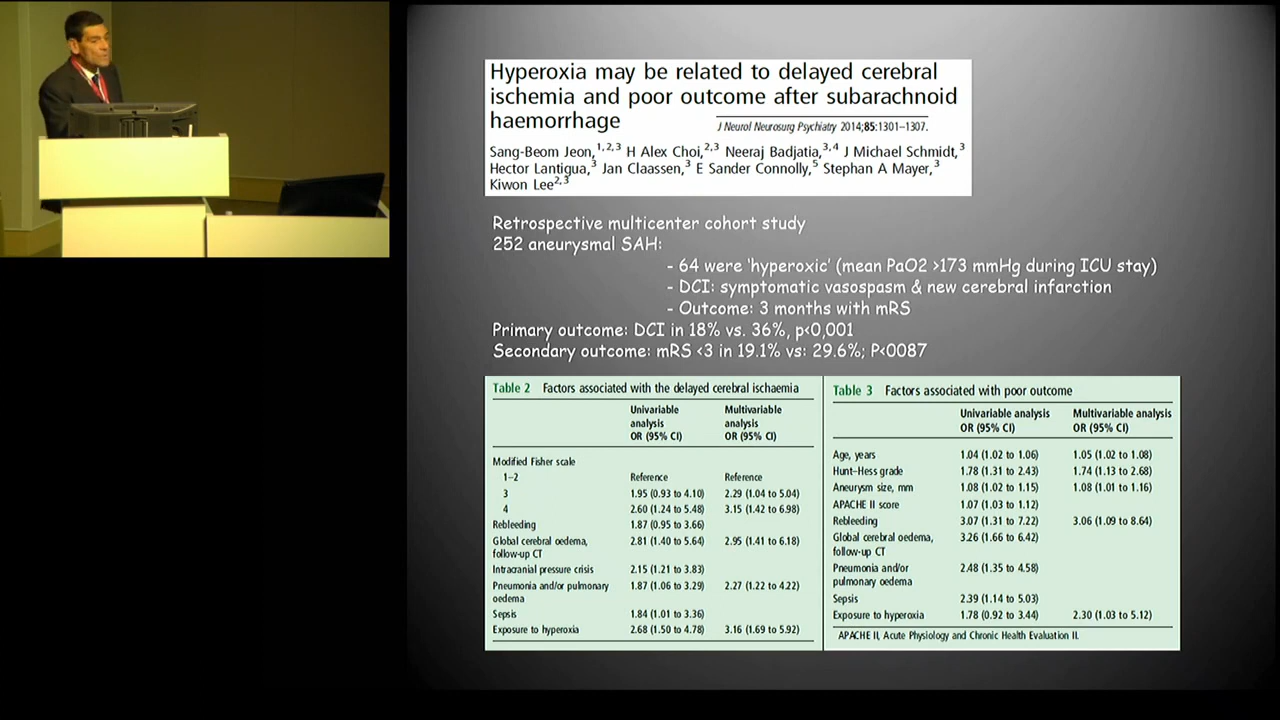 Hyperoxia may be related to delayed cerebral
ischemia and poor outcome after subarachnoid
haemorrhage
J Neurol Neurosurg Psychiatry 2014;85:1301–1307.
Sang-Beom Jeon,1,2,3 H Alex Choi,2,3 Neeraj Badjatia,3,4 J Michael Schmidt,3
Hector Lantigua,3 Jan Claassen,3 E Sander Connolly,5 Stephan A Mayer,3
Kiwon Lee2,3
Retrospective multicenter cohort study
252 aneurysmal SAH:
- 64 were ‘hyperoxic’ (mean PaO2 >173 mmHg during ICU stay)
- DCI: symptomatic vasospasm & new cerebral infarction
- Outcome: 3 months with mRS
Primary outcome: DCI in 18% vs. 36%, p<0,001
Secondary outcome: mRS <3 in 19.1% vs: 29.6%; P<0087
Table 2 Factors associated with the delayed cerebral ischaemia
Univariable analysis OR (95% CI) Multivariable analysis OR (95% CI)
Modified Fisher scale
1–2 Reference Reference
3 1.95 (0.93 to 4.10) 2.29 (1.04 to 5.04)
4 2.60 (1.24 to 5.48) 3.15 (1.42 to 6.98)
Rebleeding 1.87 (0.95 to 3.66)
Global cerebral oedema, 2.81 (1.40 to 5.64) 2.95 (1.41 to 6.18)
follow-up CT
Intracranial pressure crisis 2.15 (1.21 to 3.83)
Pneumonia and/or pulmonary 1.87 (1.06 to 3.29) 2.27 (1.22 to 4.22)
oedema
Sepsis 1.84 (1.01 to 3.36)
Exposure to hyperoxia 2.68 (1.50 to 4.78) 3.16 (1.69 to 5.92)
Table 3 Factors associated with poor outcome
Univariable analysis Multivariable analysis
OR (95% CI) OR (95% CI)
Age, years 1.04 (1.02 to 1.06) 1.05 (1.02 to 1.08)
Hunt–Hess grade 1.78 (1.31 to 2.43) 1.74 (1.13 to 2.68)
Aneurysm size, mm 1.08 (1.02 to 1.15) 1.08 (1.01 to 1.16)
APACHE II score 1.07 (1.03 to 1.12)
Rebleeding 3.07 (1.31 to 7.22) 3.06 (1.09 to 8.64)
Global cerebral oedema, 3.26 (1.66 to 6.42)
follow-up CT
Pneumonia and/or 2.48 (1.35 to 4.58)
pulmonary oedema
Sepsis 2.39 (1.14 to 5.03)
Exposure to hyperoxia 1.78 (0.92 to 3.44) 2.30 (1.03 to 5.12)
APACHE II, Acute Physiology and Chronic Health Evaluation II.